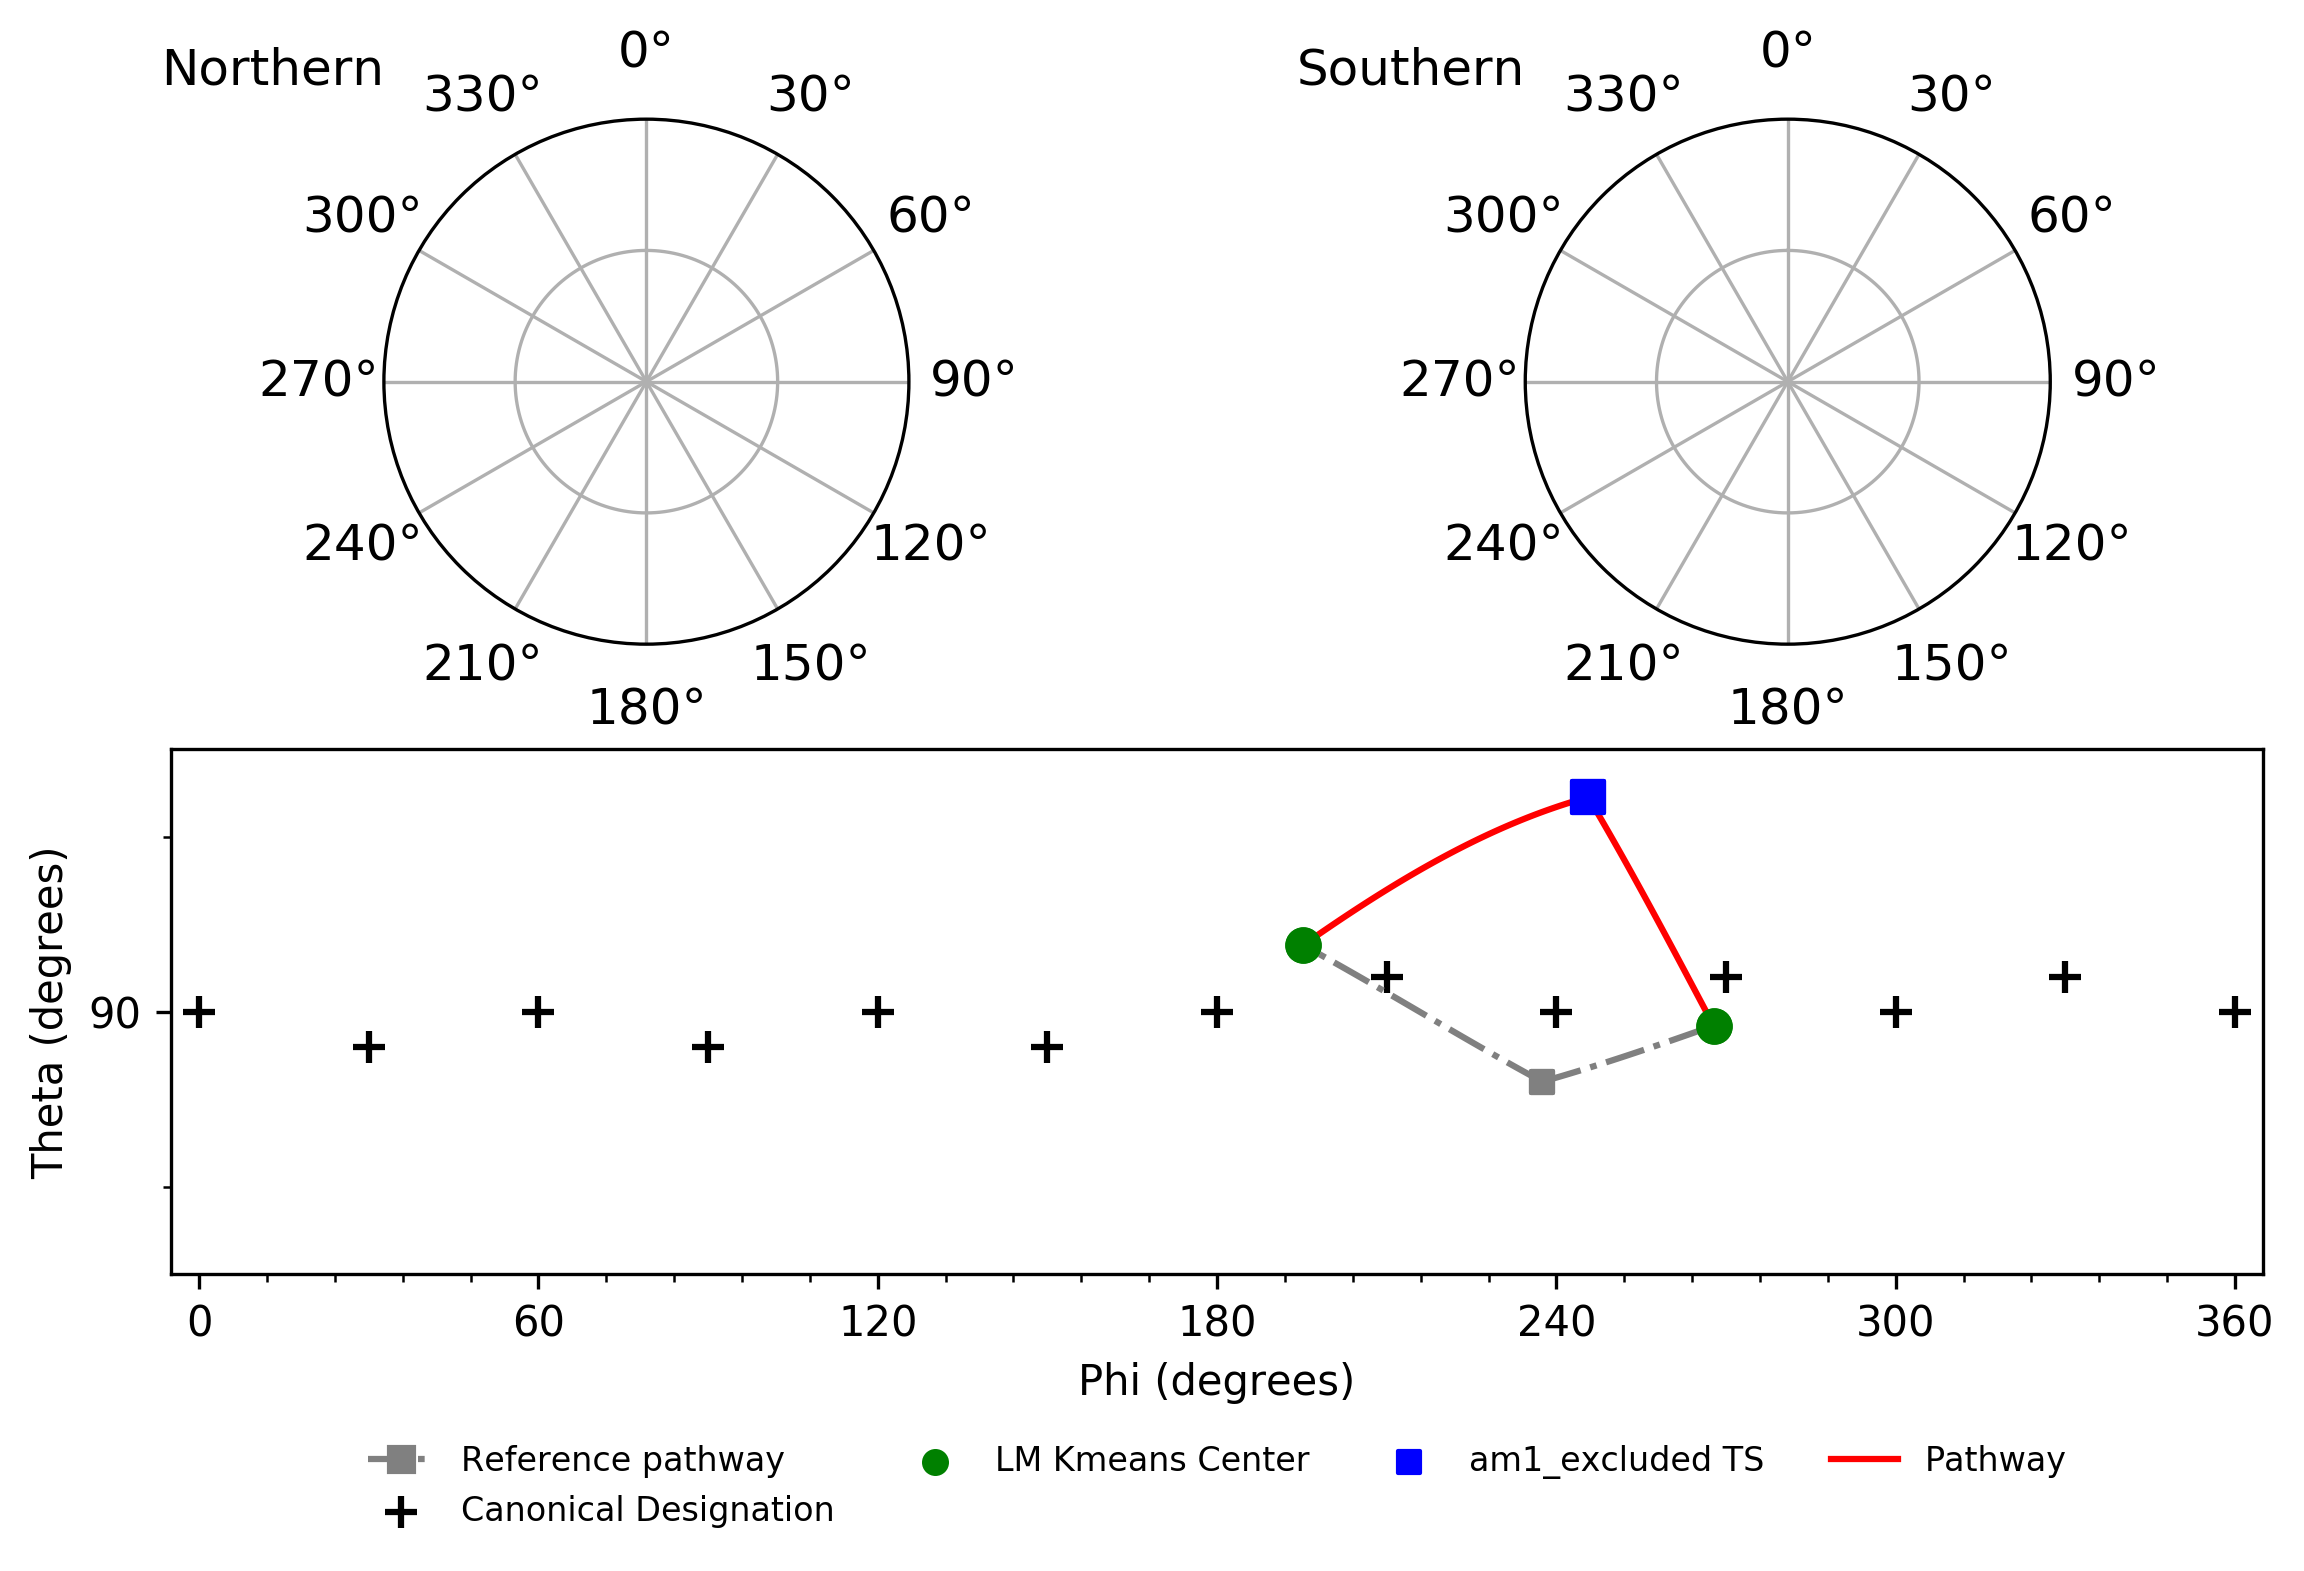 Northern
0°
330°
30°
300°
60°
270°
90°
240°
120°
210°
150°
180°
Southern
0°
330°
30°
300°
60°
270°
90°
240°
120°
210°
150°
180°
Theta (degrees)
90
0 60 120 180 240 300 360
Phi (degrees)
Reference pathway
Canonical Designation
LM Kmeans Center
am1_excluded TS
Pathway